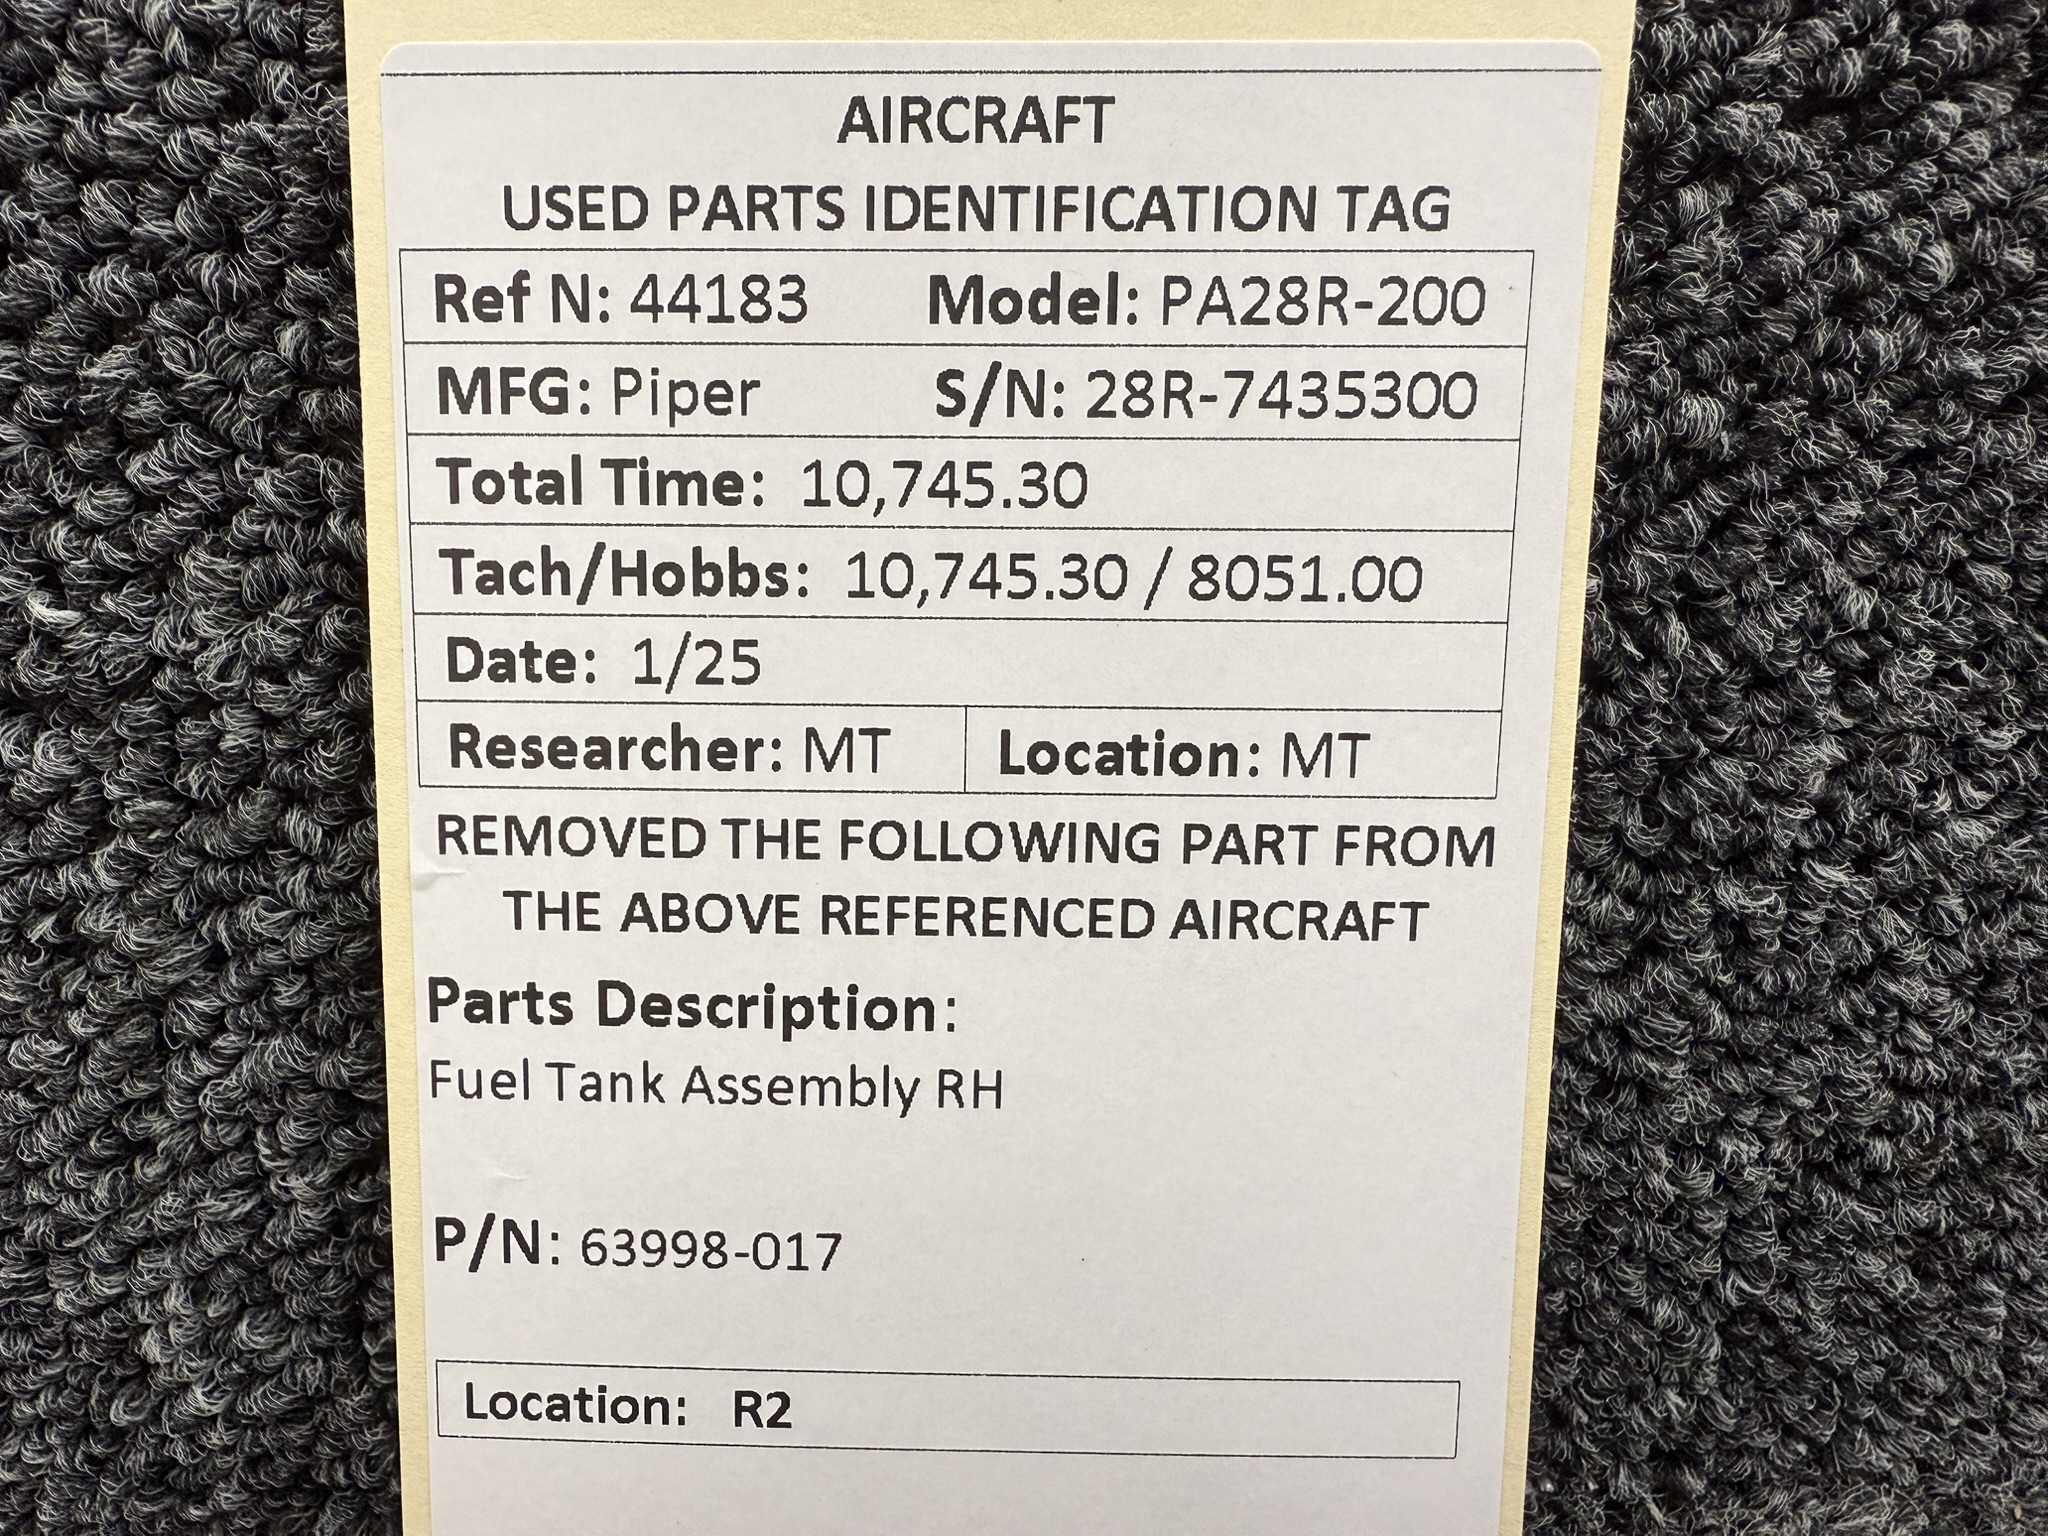 AIRCRAFT
USED PARTS IDENTIFICATION TAG
Ref N: 44183 Model: PA28R-200
MFG: Piper S/N: 28R-7435300
Total Time: 10,745.30
Tach/Hobbs: 10,745.30 / 8051.00
Date: 1/25
Researcher: MT Location: MT
REMOVED THE FOLLOWING PART FROM
THE ABOVE REFERENCED AIRCRAFT
Parts Description:
Fuel Tank Assembly RH
P/N: 63998-017
Location: R2